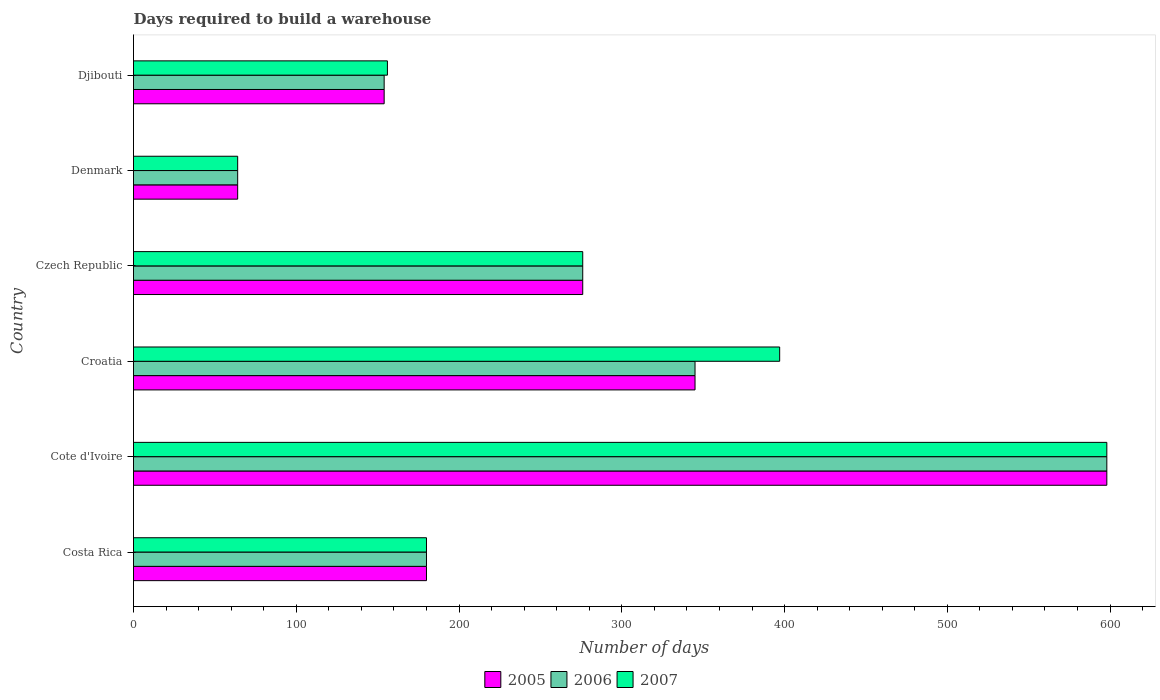 Days required to build a warehouse
Country
Djibouti
Denmark
Czech Republic
Croatia
Cote d'Ivoire
Costa Rica
0
100
200
300
400
500
600
Number of days
2005
2006
2007